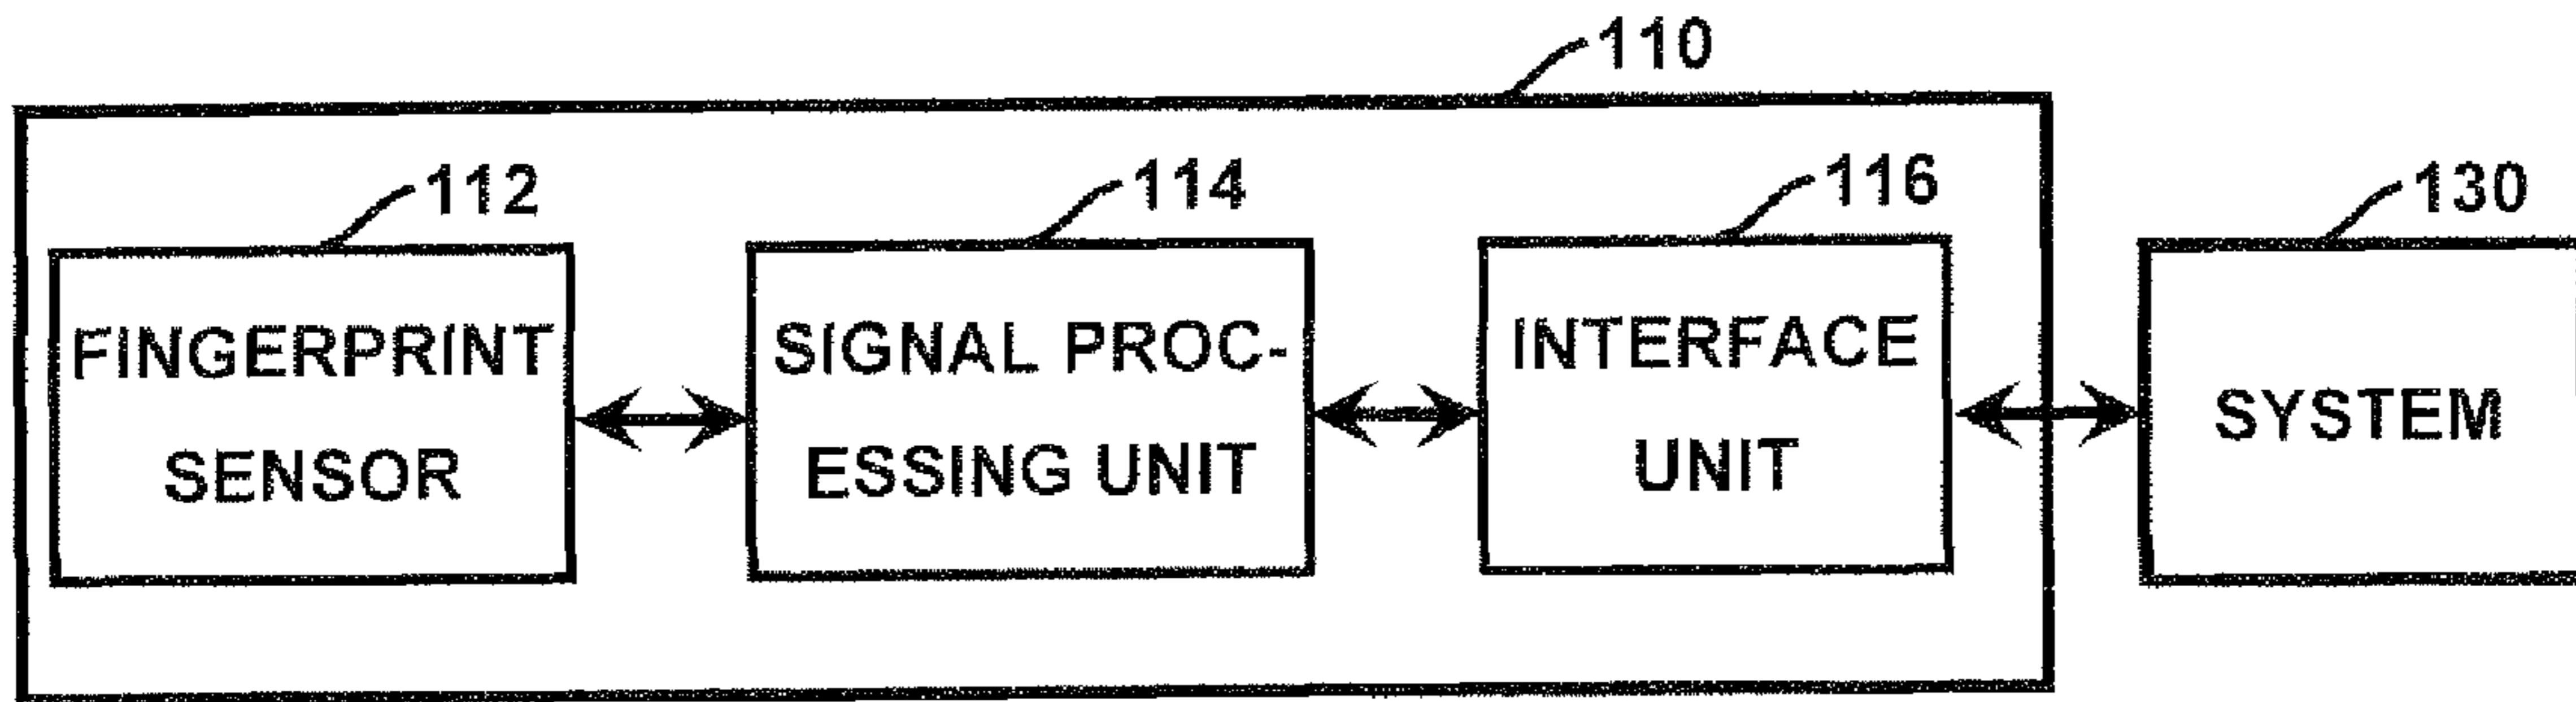 110
112
114
116
130
FINGERPRINT
SENSOR
SIGNAL PROC-
ESSING UNIT
INTERFACE
UNIT
SYSTEM